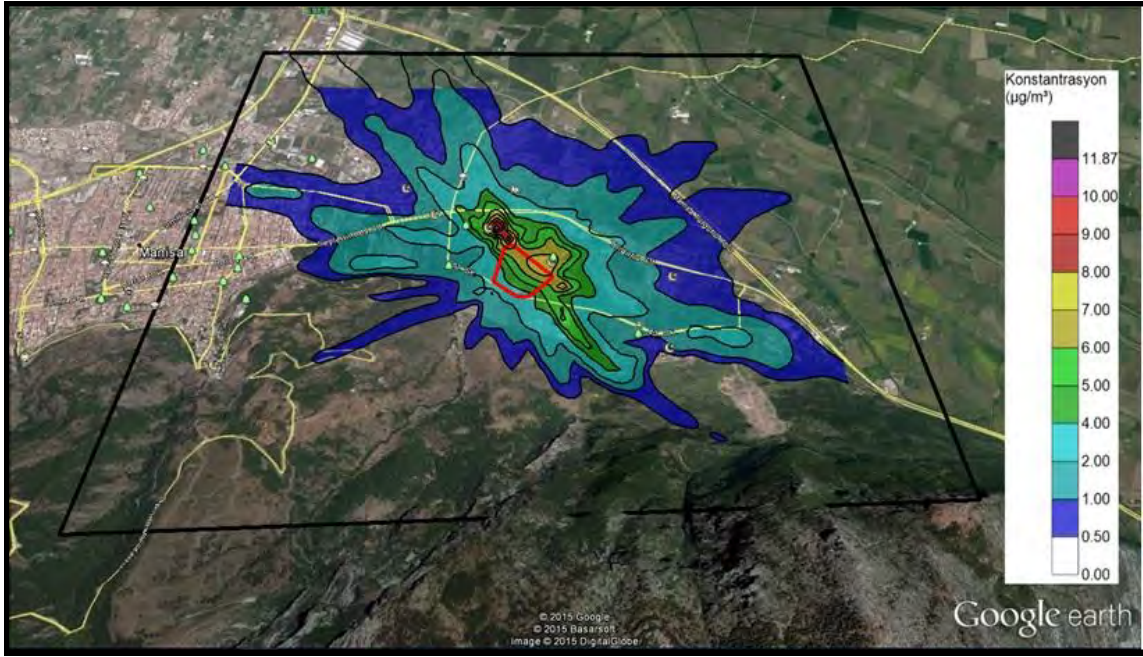 Konstantrasyon
(µg/m³)
11.87
10.00
9.00
8.00
7.00
6.00
5.00
4.00
2.00
1.00
0.50
0.00
Manisa
© 2015 Google
© 2015 Basarsoft
Image © 2015 DigitalGlobe
Google earth